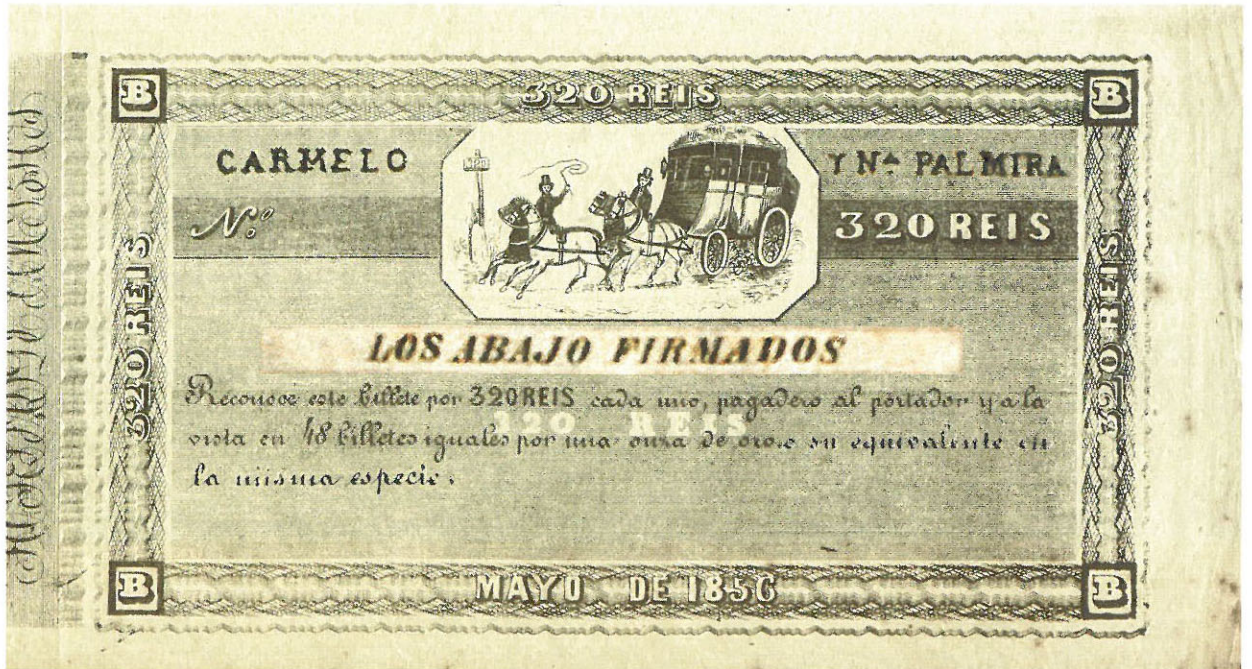 B 320 REIS B
CARMELO Y Nª PALMIRA
320
Nº 320 REIS
320 REIS
320 REIS
LOS ABAJO FIRMADOS
Reconoce este billete por 320 REIS cada uno, pagadero al portador y a la
320 REIS
vista en 48 billetes iguales por una onza de oro o su equivalente en
la misma especie.
B MAYO DE 1856 B